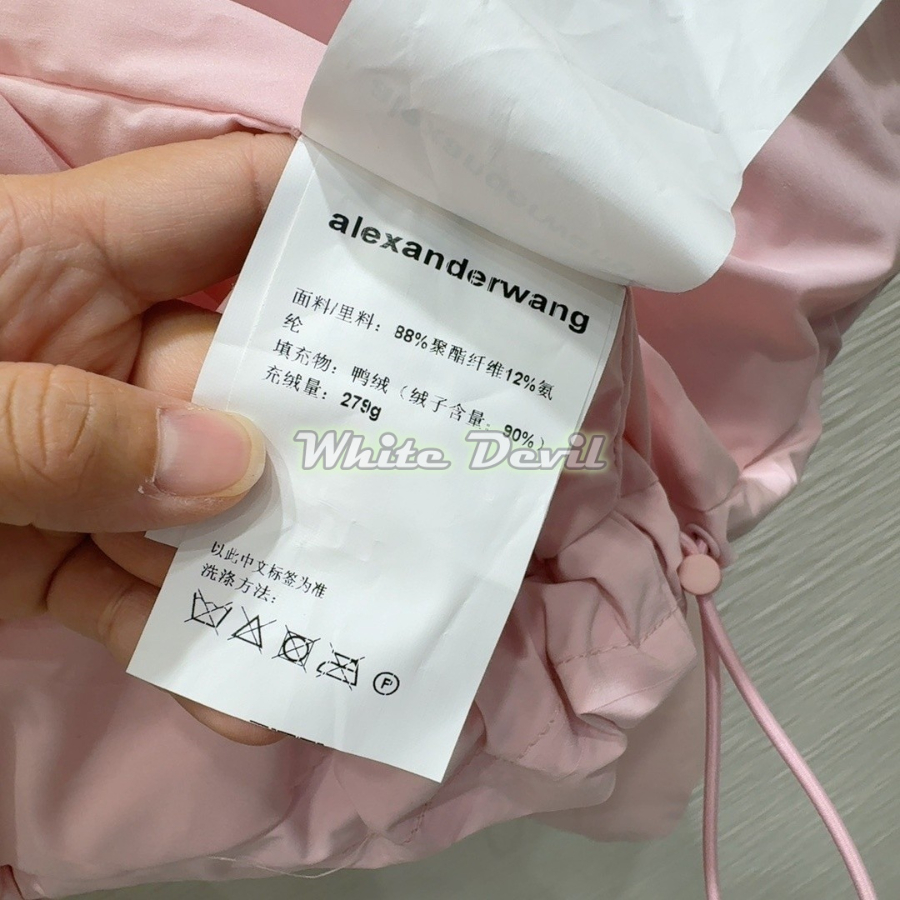 alexanderwang
面料/里料：88%聚酯纤维12%氨
纶
填充物：鸭绒（绒子含量：90%）
充绒量：279g
White Devil
以此中文标签为准
洗涤方法：
P